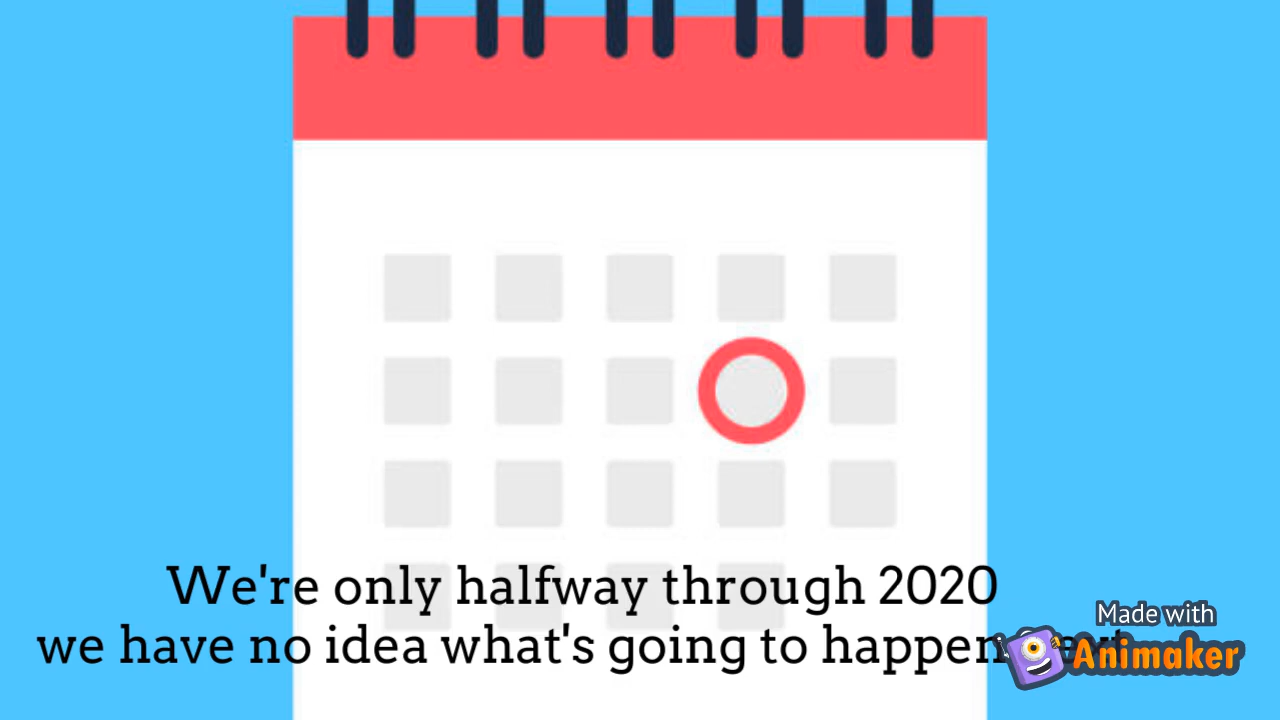 We're only halfway through 2020
we have no idea what's going to happen
Made with
Animaker